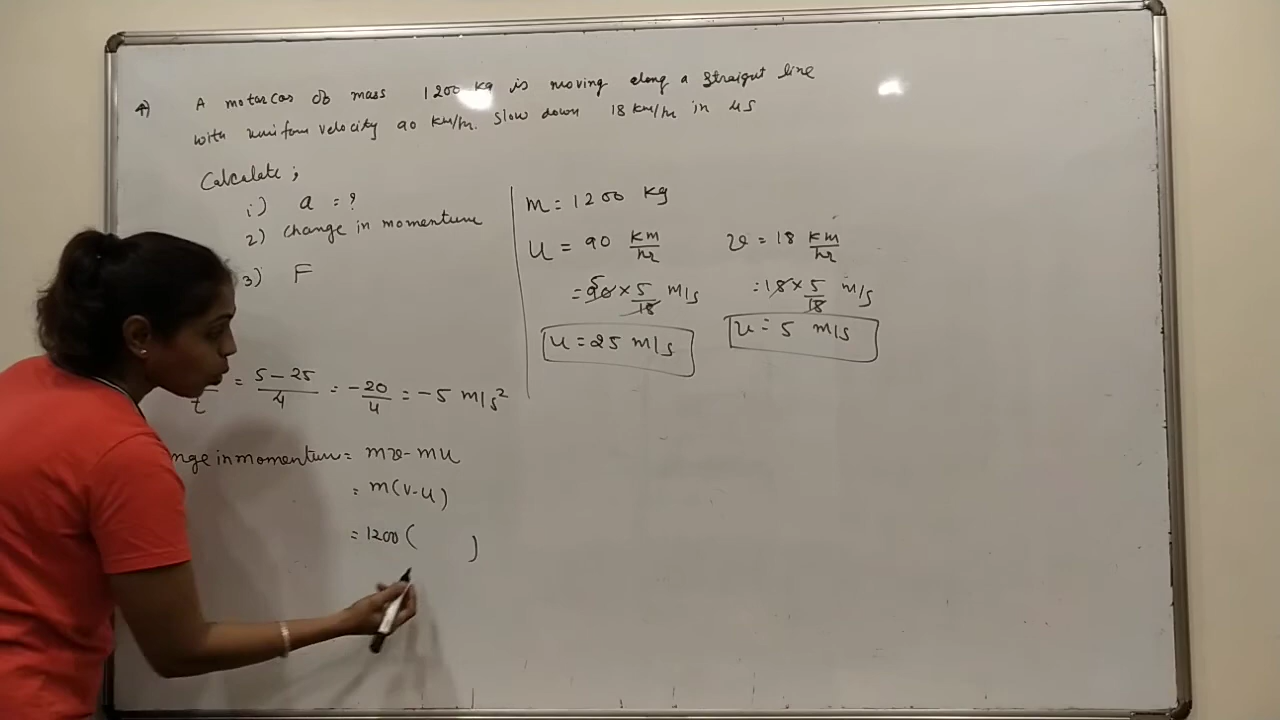 4) A motorcar of mass 1200 kg is moving along a straigut line
with uniform velocity 90 km/hr. Slow down 18 km/hr in 4s
Calculate ;
i) a = ?
2) change in momentum
3) F
t = 5-25/4 = -20/4 = -5 m/s²
nge in momentum = mv - mu
= m(v-u)
= 1200 ( )
m = 1200 kg
u = 90 km/hr v = 18 km/hr
= 90 × 5/18 m/s = 18 × 5/18 m/s
u = 25 m/s u = 5 m/s